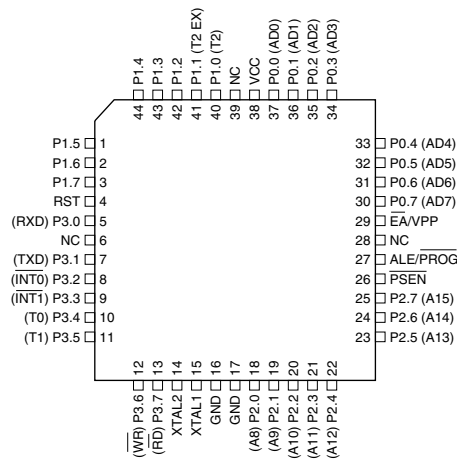 P1.4
P1.3
P1.2
P1.1 (T2 EX)
P1.0 (T2)
NC
VCC
P0.0 (AD0)
P0.1 (AD1)
P0.2 (AD2)
P0.3 (AD3)
44
43
42
41
40
39
38
37
36
35
34
P1.5 1
P1.6 2
P1.7 3
RST 4
(RXD) P3.0 5
NC 6
(TXD) P3.1 7
(INT0) P3.2 8
(INT1) P3.3 9
(T0) P3.4 10
(T1) P3.5 11
33 P0.4 (AD4)
32 P0.5 (AD5)
31 P0.6 (AD6)
30 P0.7 (AD7)
29 EA/VPP
28 NC
27 ALE/PROG
26 PSEN
25 P2.7 (A15)
24 P2.6 (A14)
23 P2.5 (A13)
12
13
14
15
16
17
18
19
20
21
22
(WR) P3.6
(RD) P3.7
XTAL2
XTAL1
GND
GND
(A8) P2.0
(A9) P2.1
(A10) P2.2
(A11) P2.3
(A12) P2.4